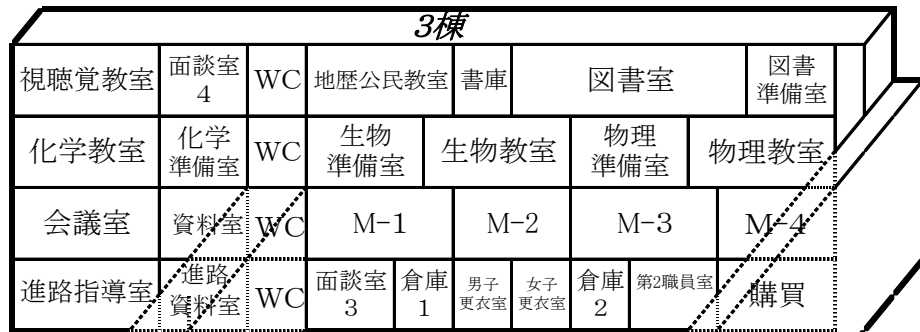 3棟
視聴覚教室 面談室4 WC 地歴公民教室 書庫 図書室 図書準備室
化学教室 化学準備室 WC 生物準備室 生物教室 物理準備室 物理教室
会議室 資料室 WC M-1 M-2 M-3 M-4
進路指導室 進路資料室 WC 面談室3 倉庫1 男子更衣室 女子更衣室 倉庫2 第2職員室 購買